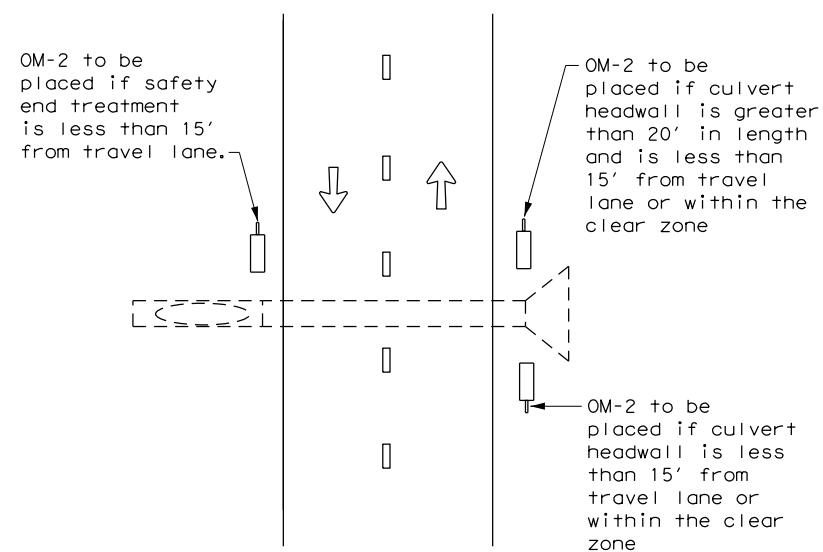 OM-2 to be
placed if safety
end treatment
is less than 15'
from travel lane.
OM-2 to be
placed if culvert
headwall is greater
than 20' in length
and is less than
15' from travel
lane or within the
clear zone
OM-2 to be
placed if culvert
headwall is less
than 15' from
travel lane or
within the clear
zone